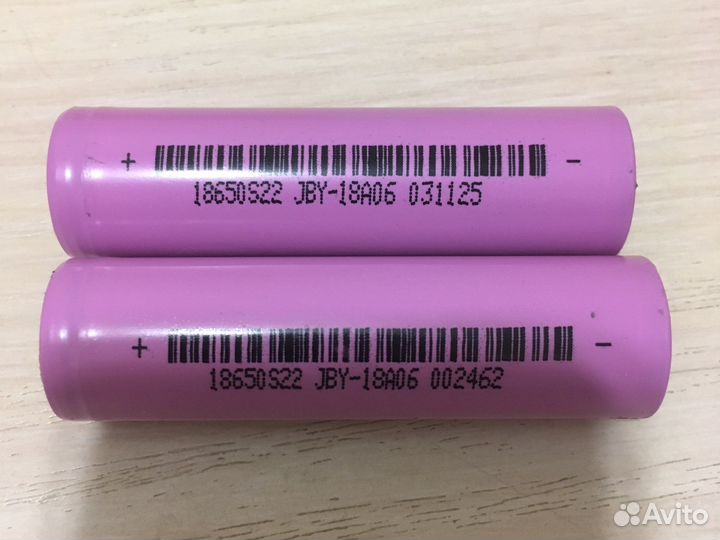 + -
18650S22 JBY-18A06 031125
+ -
18650S22 JBY-18A06 002462
Avito